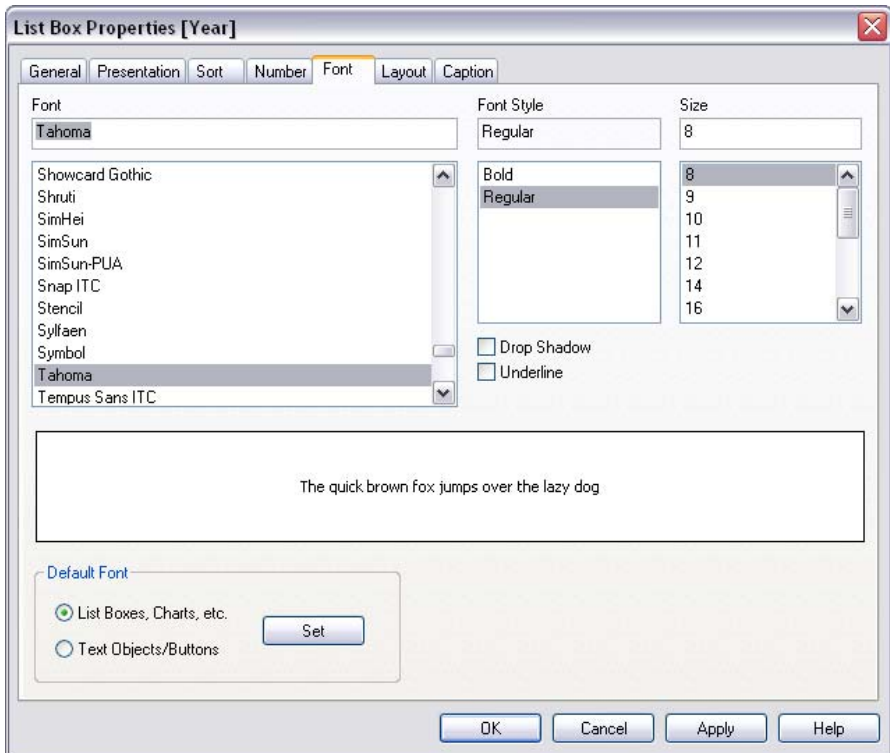 List Box Properties [Year]
General Presentation Sort Number Font Layout Caption
Font
Tahoma
Showcard Gothic
Shruti
SimHei
SimSun
SimSun-PUA
Snap ITC
Stencil
Sylfaen
Symbol
Tahoma
Tempus Sans ITC
Font Style
Regular
Bold
Regular
Size
8
8
9
10
11
12
14
16
Drop Shadow
Underline
The quick brown fox jumps over the lazy dog
Default Font
List Boxes, Charts, etc.
Text Objects/Buttons
Set
OK Cancel Apply Help